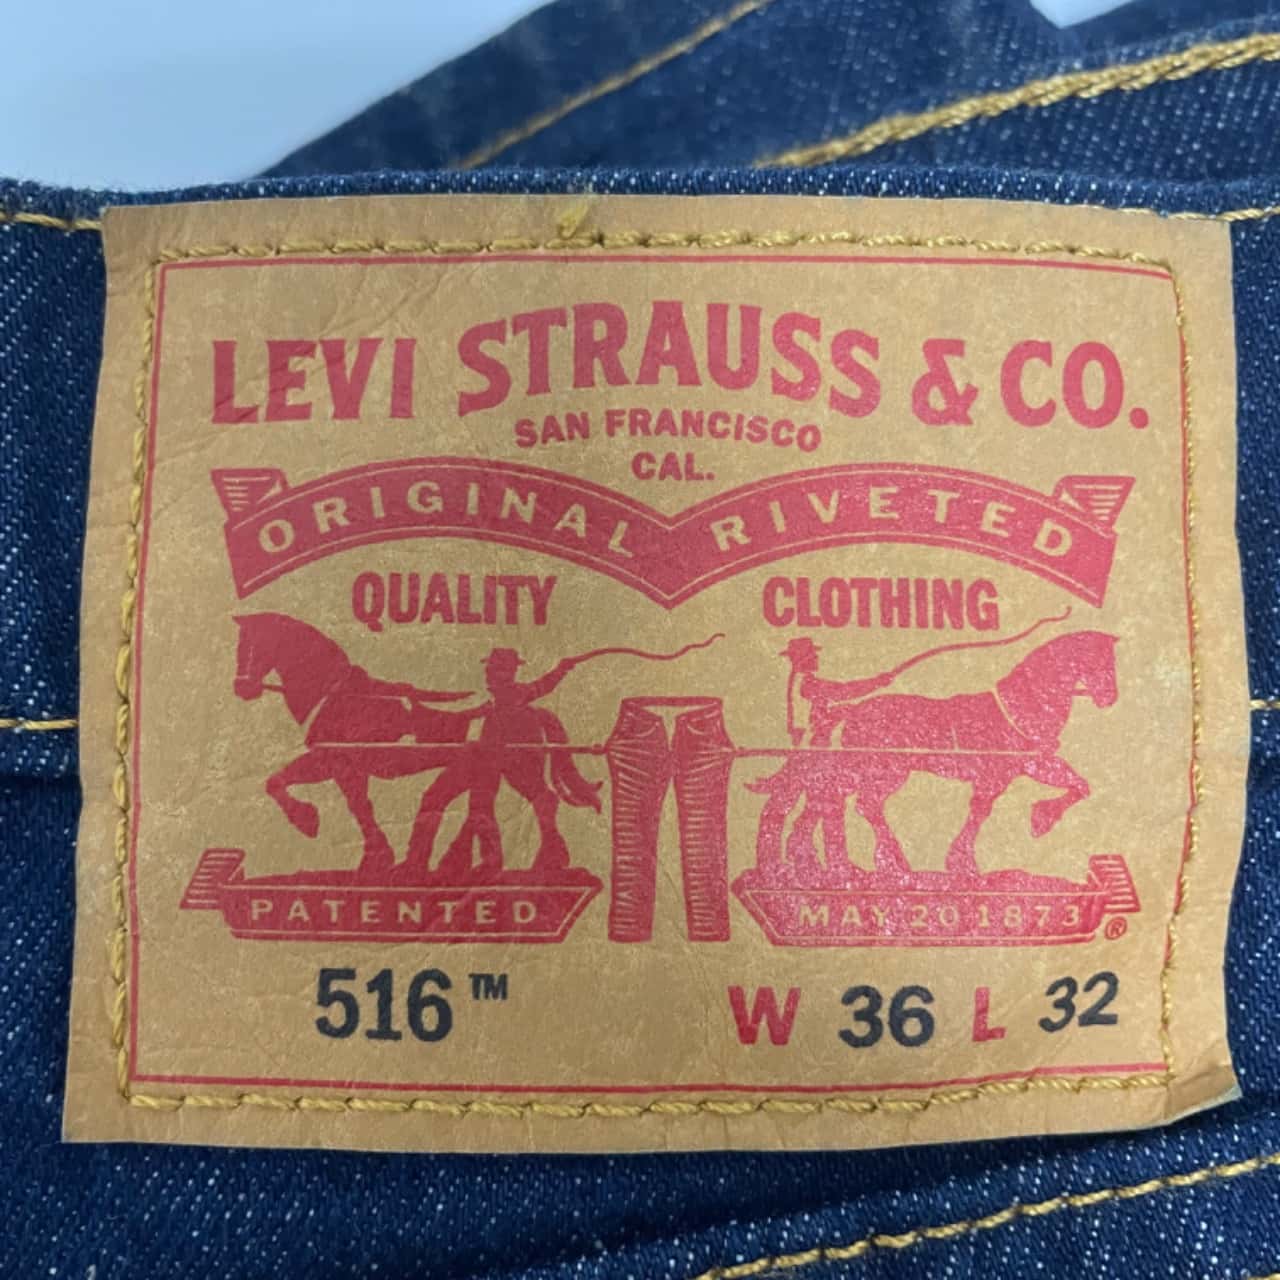 LEVI STRAUSS & CO.
SAN FRANCISCO
CAL.
ORIGINAL RIVETED
QUALITY CLOTHING
PATENTED MAY 20 1873 ®
516™ W 36 L 32